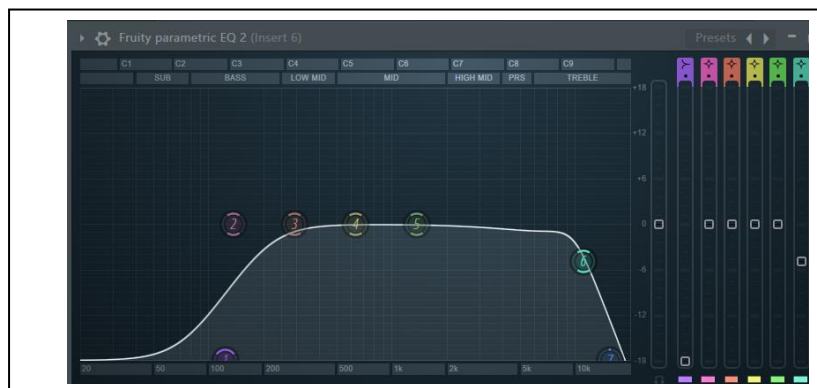 Fruity parametric EQ 2 (Insert 6) Presets
C1 C2 C3 C4 C5 C6 C7 C8 C9
SUB BASS LOW MID MID HIGH MID PRS TREBLE
+18
+12
+6
2 3 4 5 0
6 -6
-12
1 7 -18
20 50 100 200 500 1k 2k 5k 10k